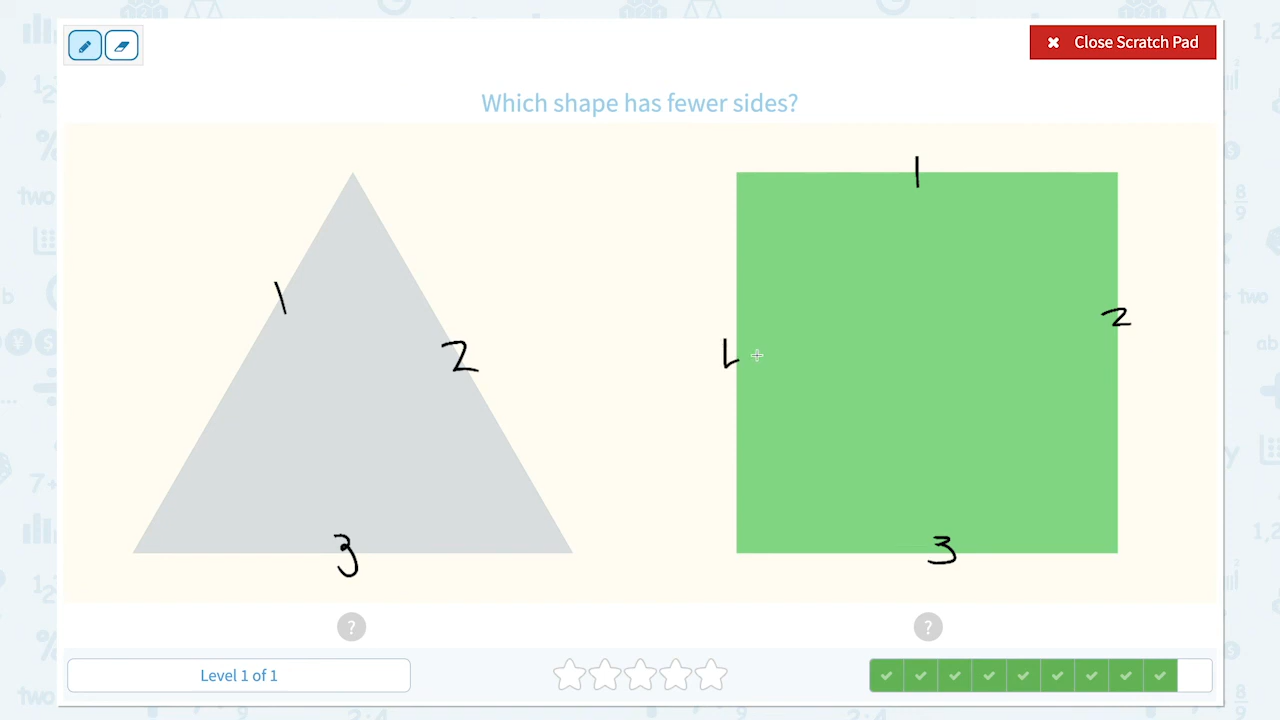 Close Scratch Pad
Which shape has fewer sides?
1
1
2
2
3
3
?
?
Level 1 of 1